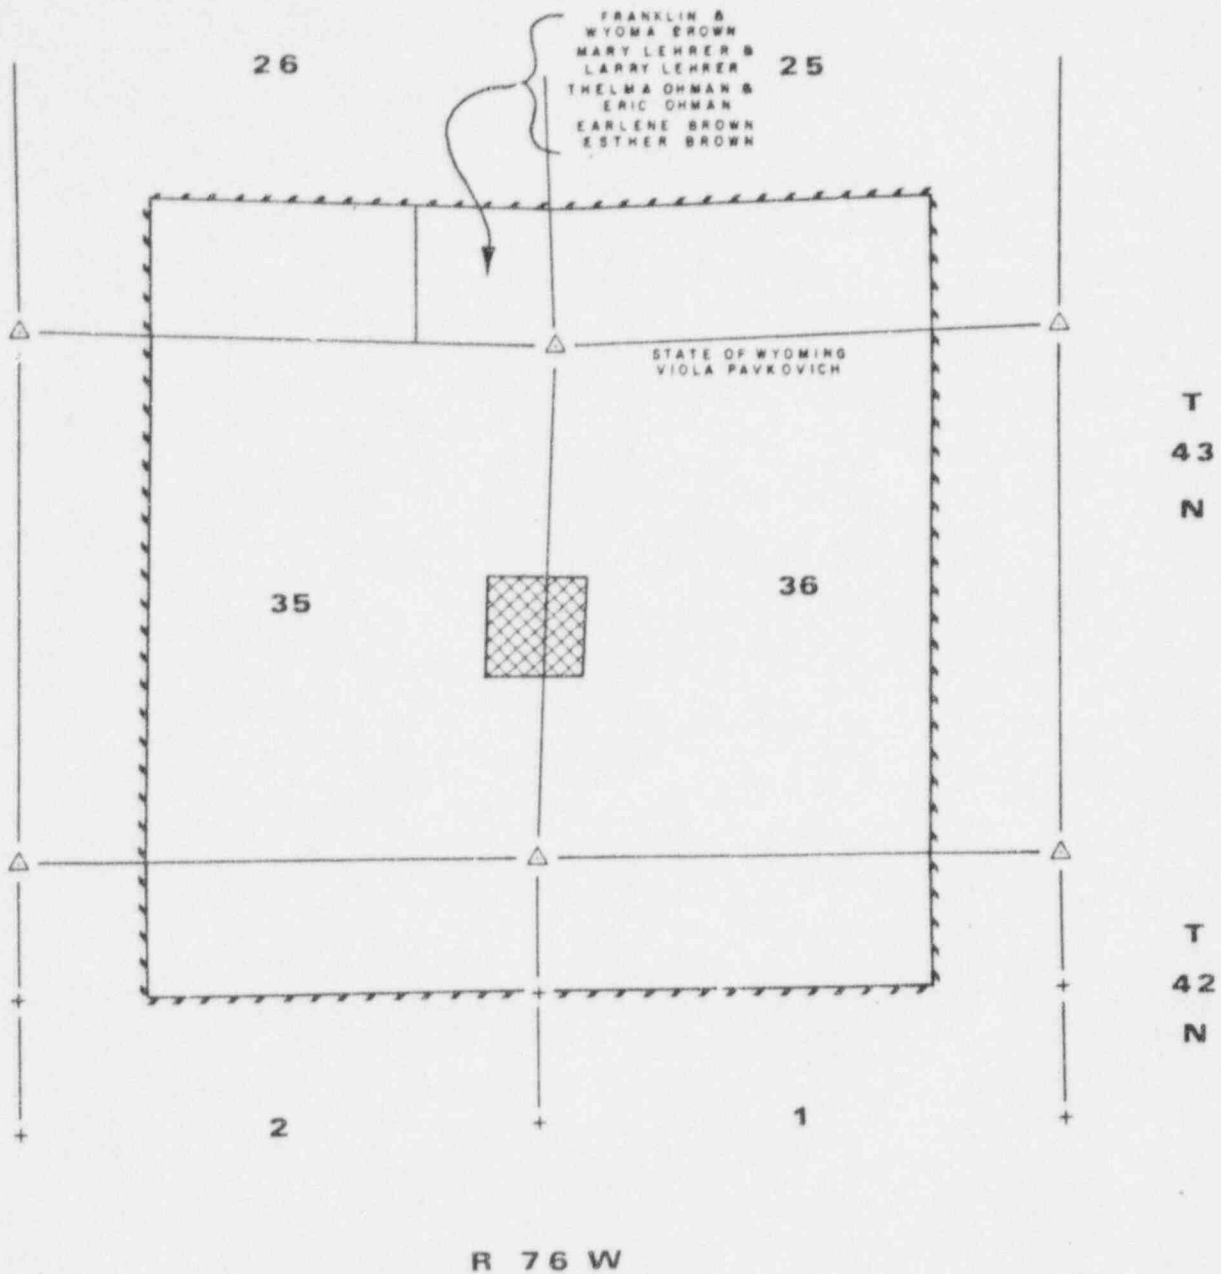 FRANKLIN &
WYOMA BROWN
MARY LEHRER &
LARRY LEHRER
THELMA OHMAN &
ERIC OHMAN
EARLENE BROWN
ESTHER BROWN
26
25
STATE OF WYOMING
VIOLA PAVKOVICH
T
43
N
35
36
T
42
N
2
1
R 76 W